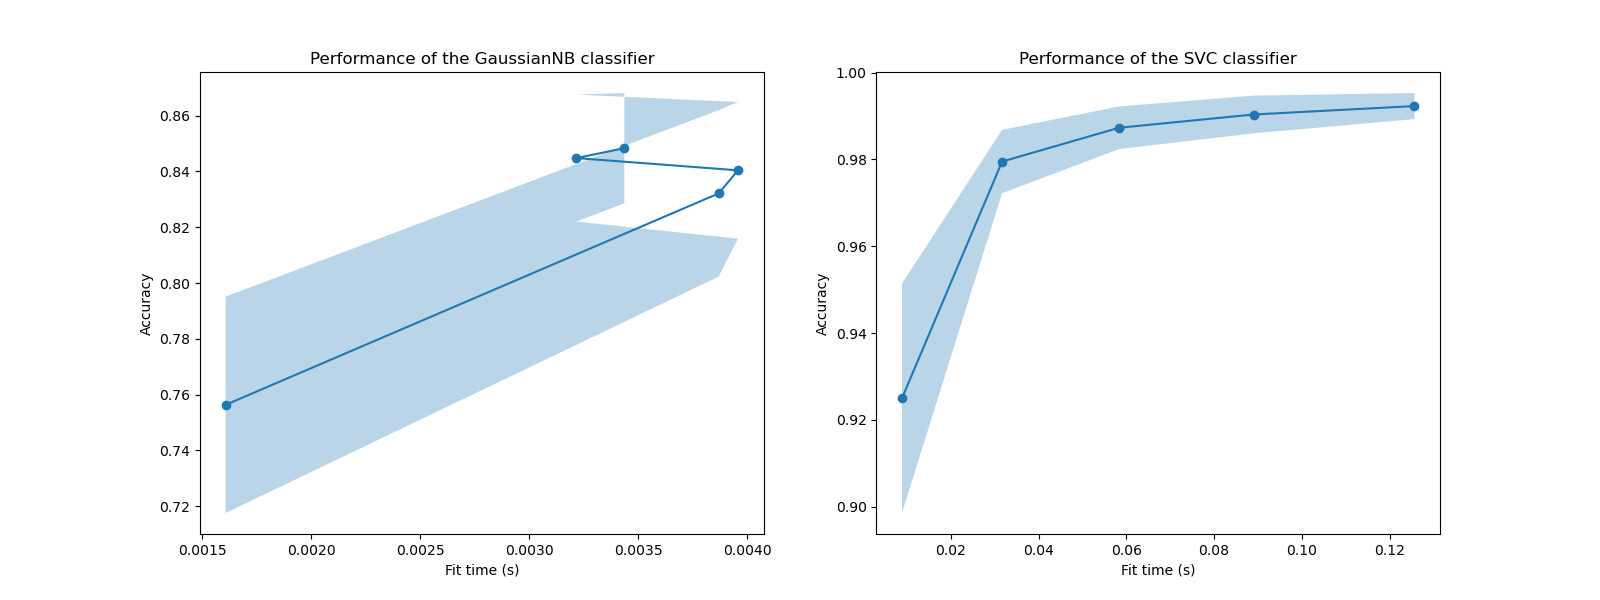 Performance of the GaussianNB classifier
0.86
0.84
0.82
0.80
0.78
0.76
0.74
0.72
Accuracy
0.0015 0.0020 0.0025 0.0030 0.0035 0.0040
Fit time (s)
Performance of the SVC classifier
1.00
0.98
0.96
0.94
0.92
0.90
Accuracy
0.02 0.04 0.06 0.08 0.10 0.12
Fit time (s)